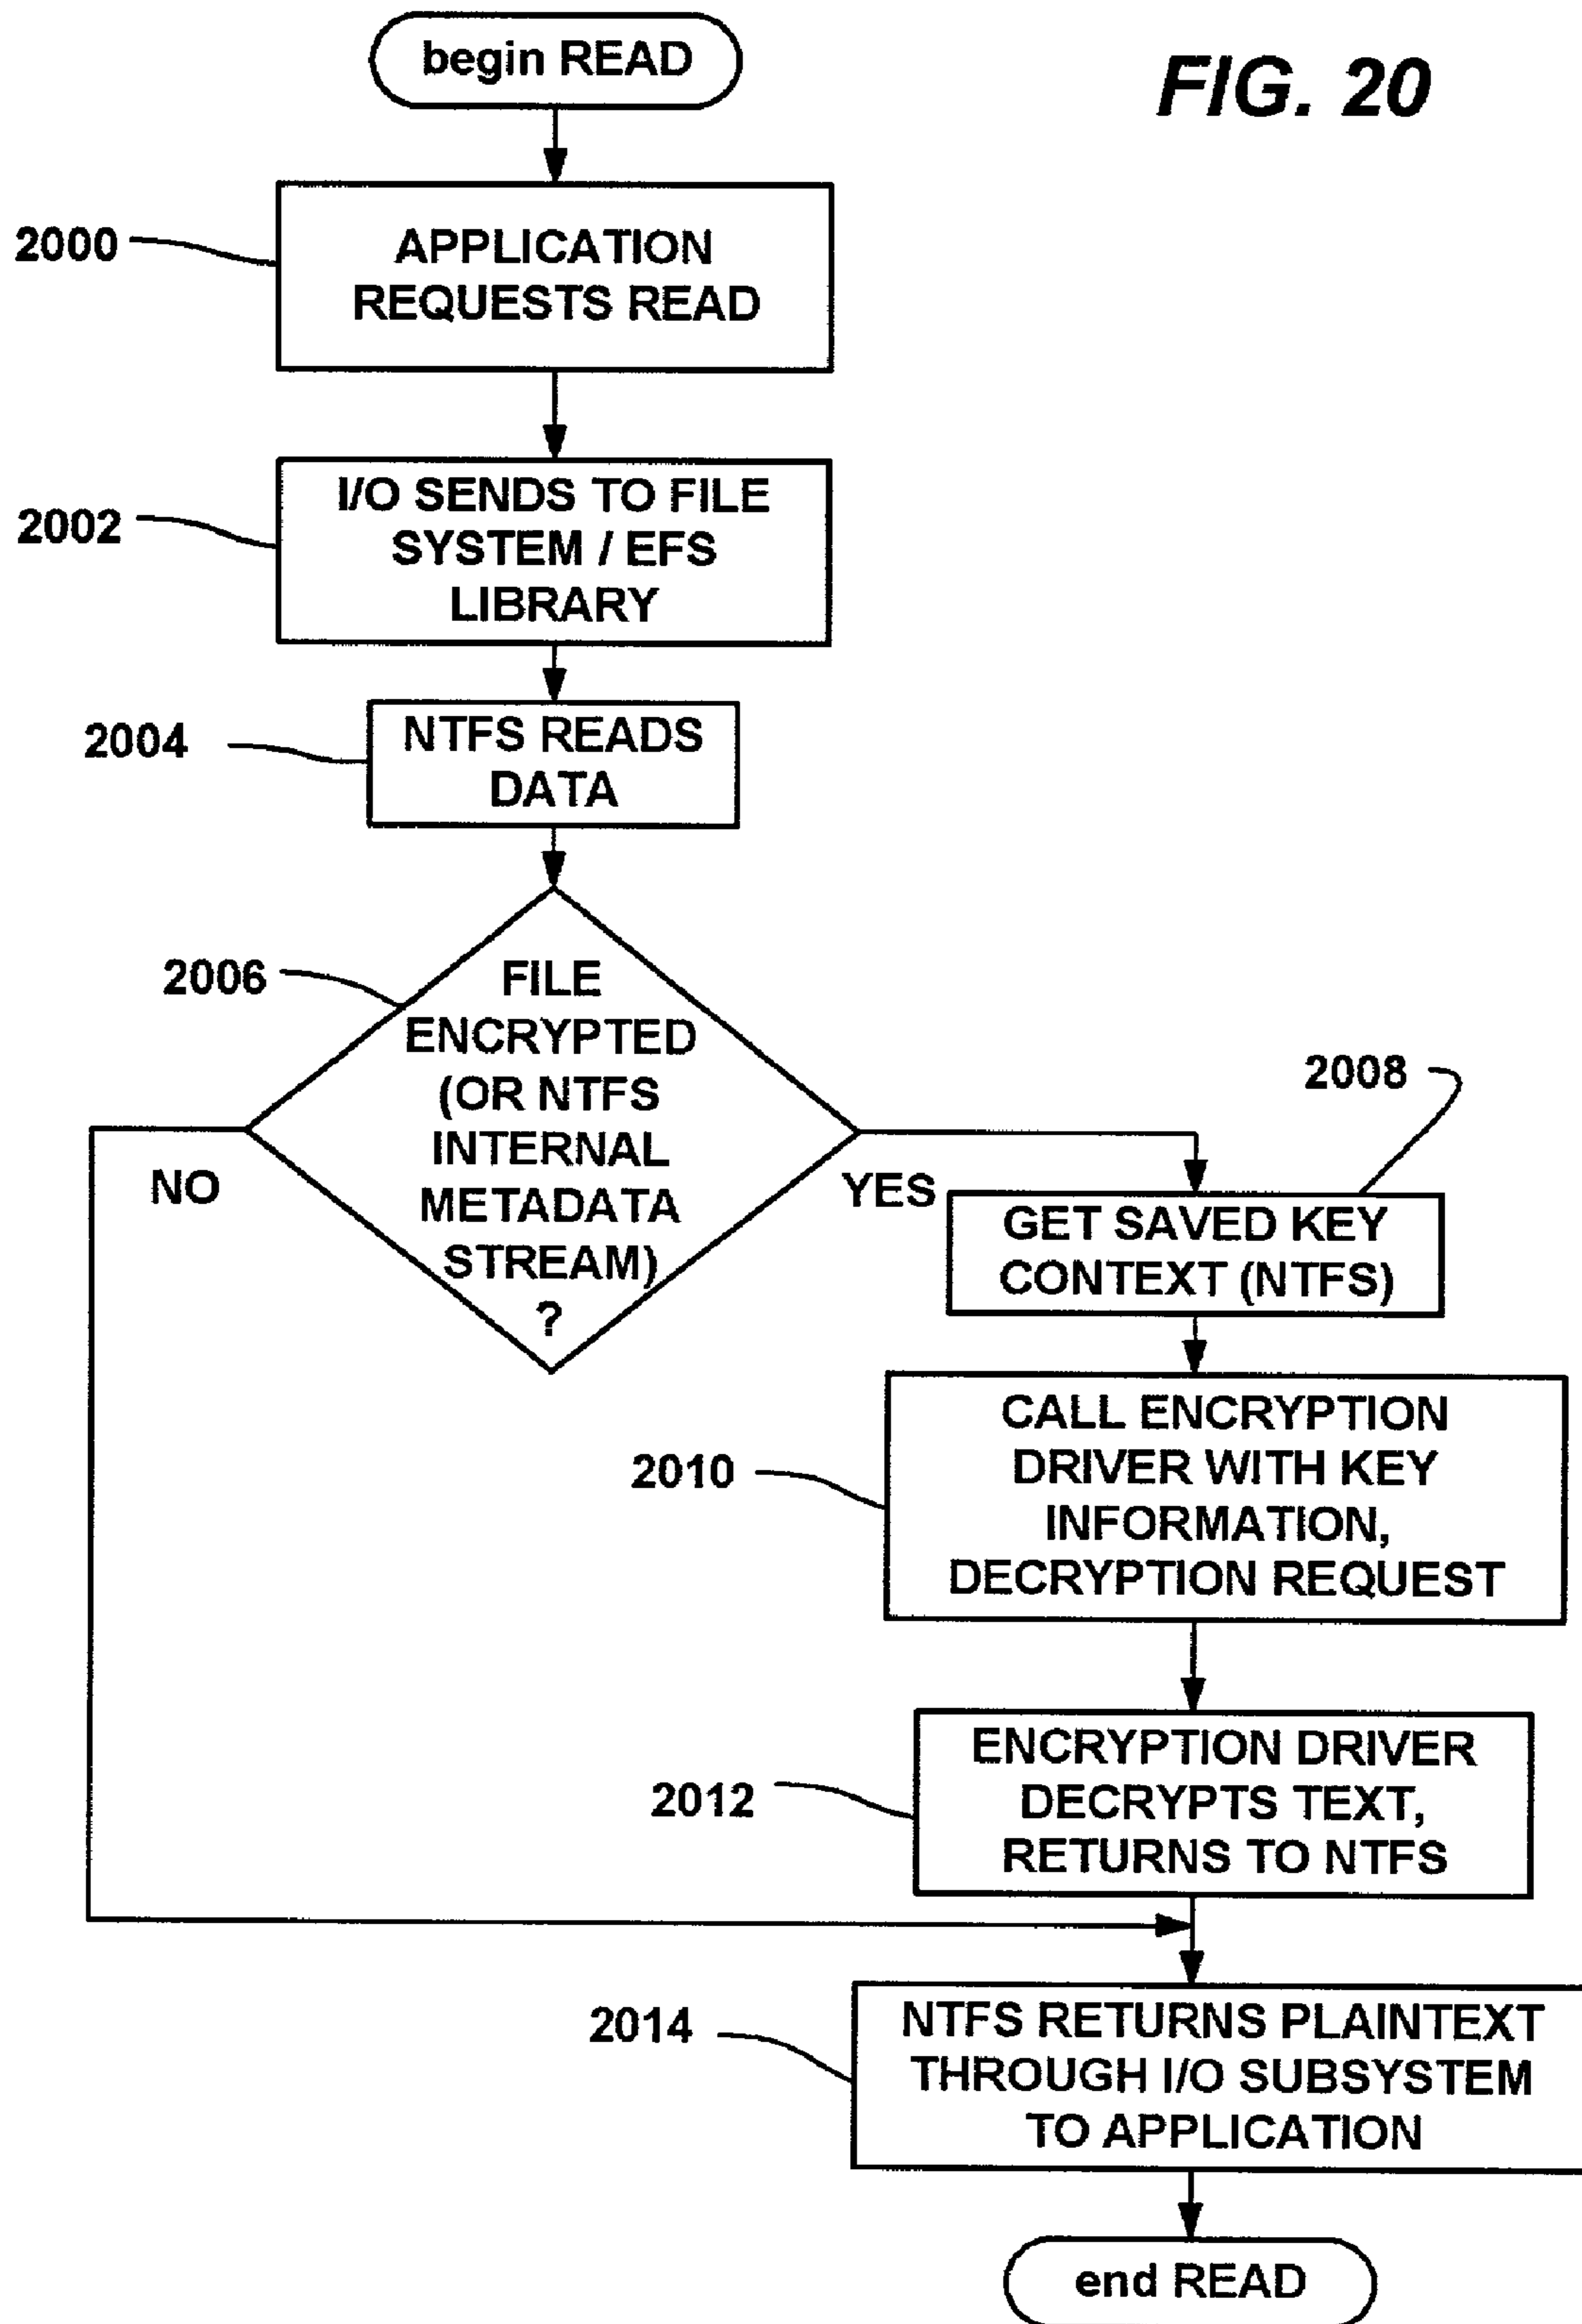 begin READ
FIG. 20
2000
APPLICATION
REQUESTS READ
2002
I/O SENDS TO FILE
SYSTEM / EFS
LIBRARY
2004
NTFS READS
DATA
2006
FILE
ENCRYPTED
(OR NTFS
INTERNAL
METADATA
STREAM)
?
NO
YES
2008
GET SAVED KEY
CONTEXT (NTFS)
2010
CALL ENCRYPTION
DRIVER WITH KEY
INFORMATION,
DECRYPTION REQUEST
2012
ENCRYPTION DRIVER
DECRYPTS TEXT,
RETURNS TO NTFS
2014
NTFS RETURNS PLAINTEXT
THROUGH I/O SUBSYSTEM
TO APPLICATION
end READ